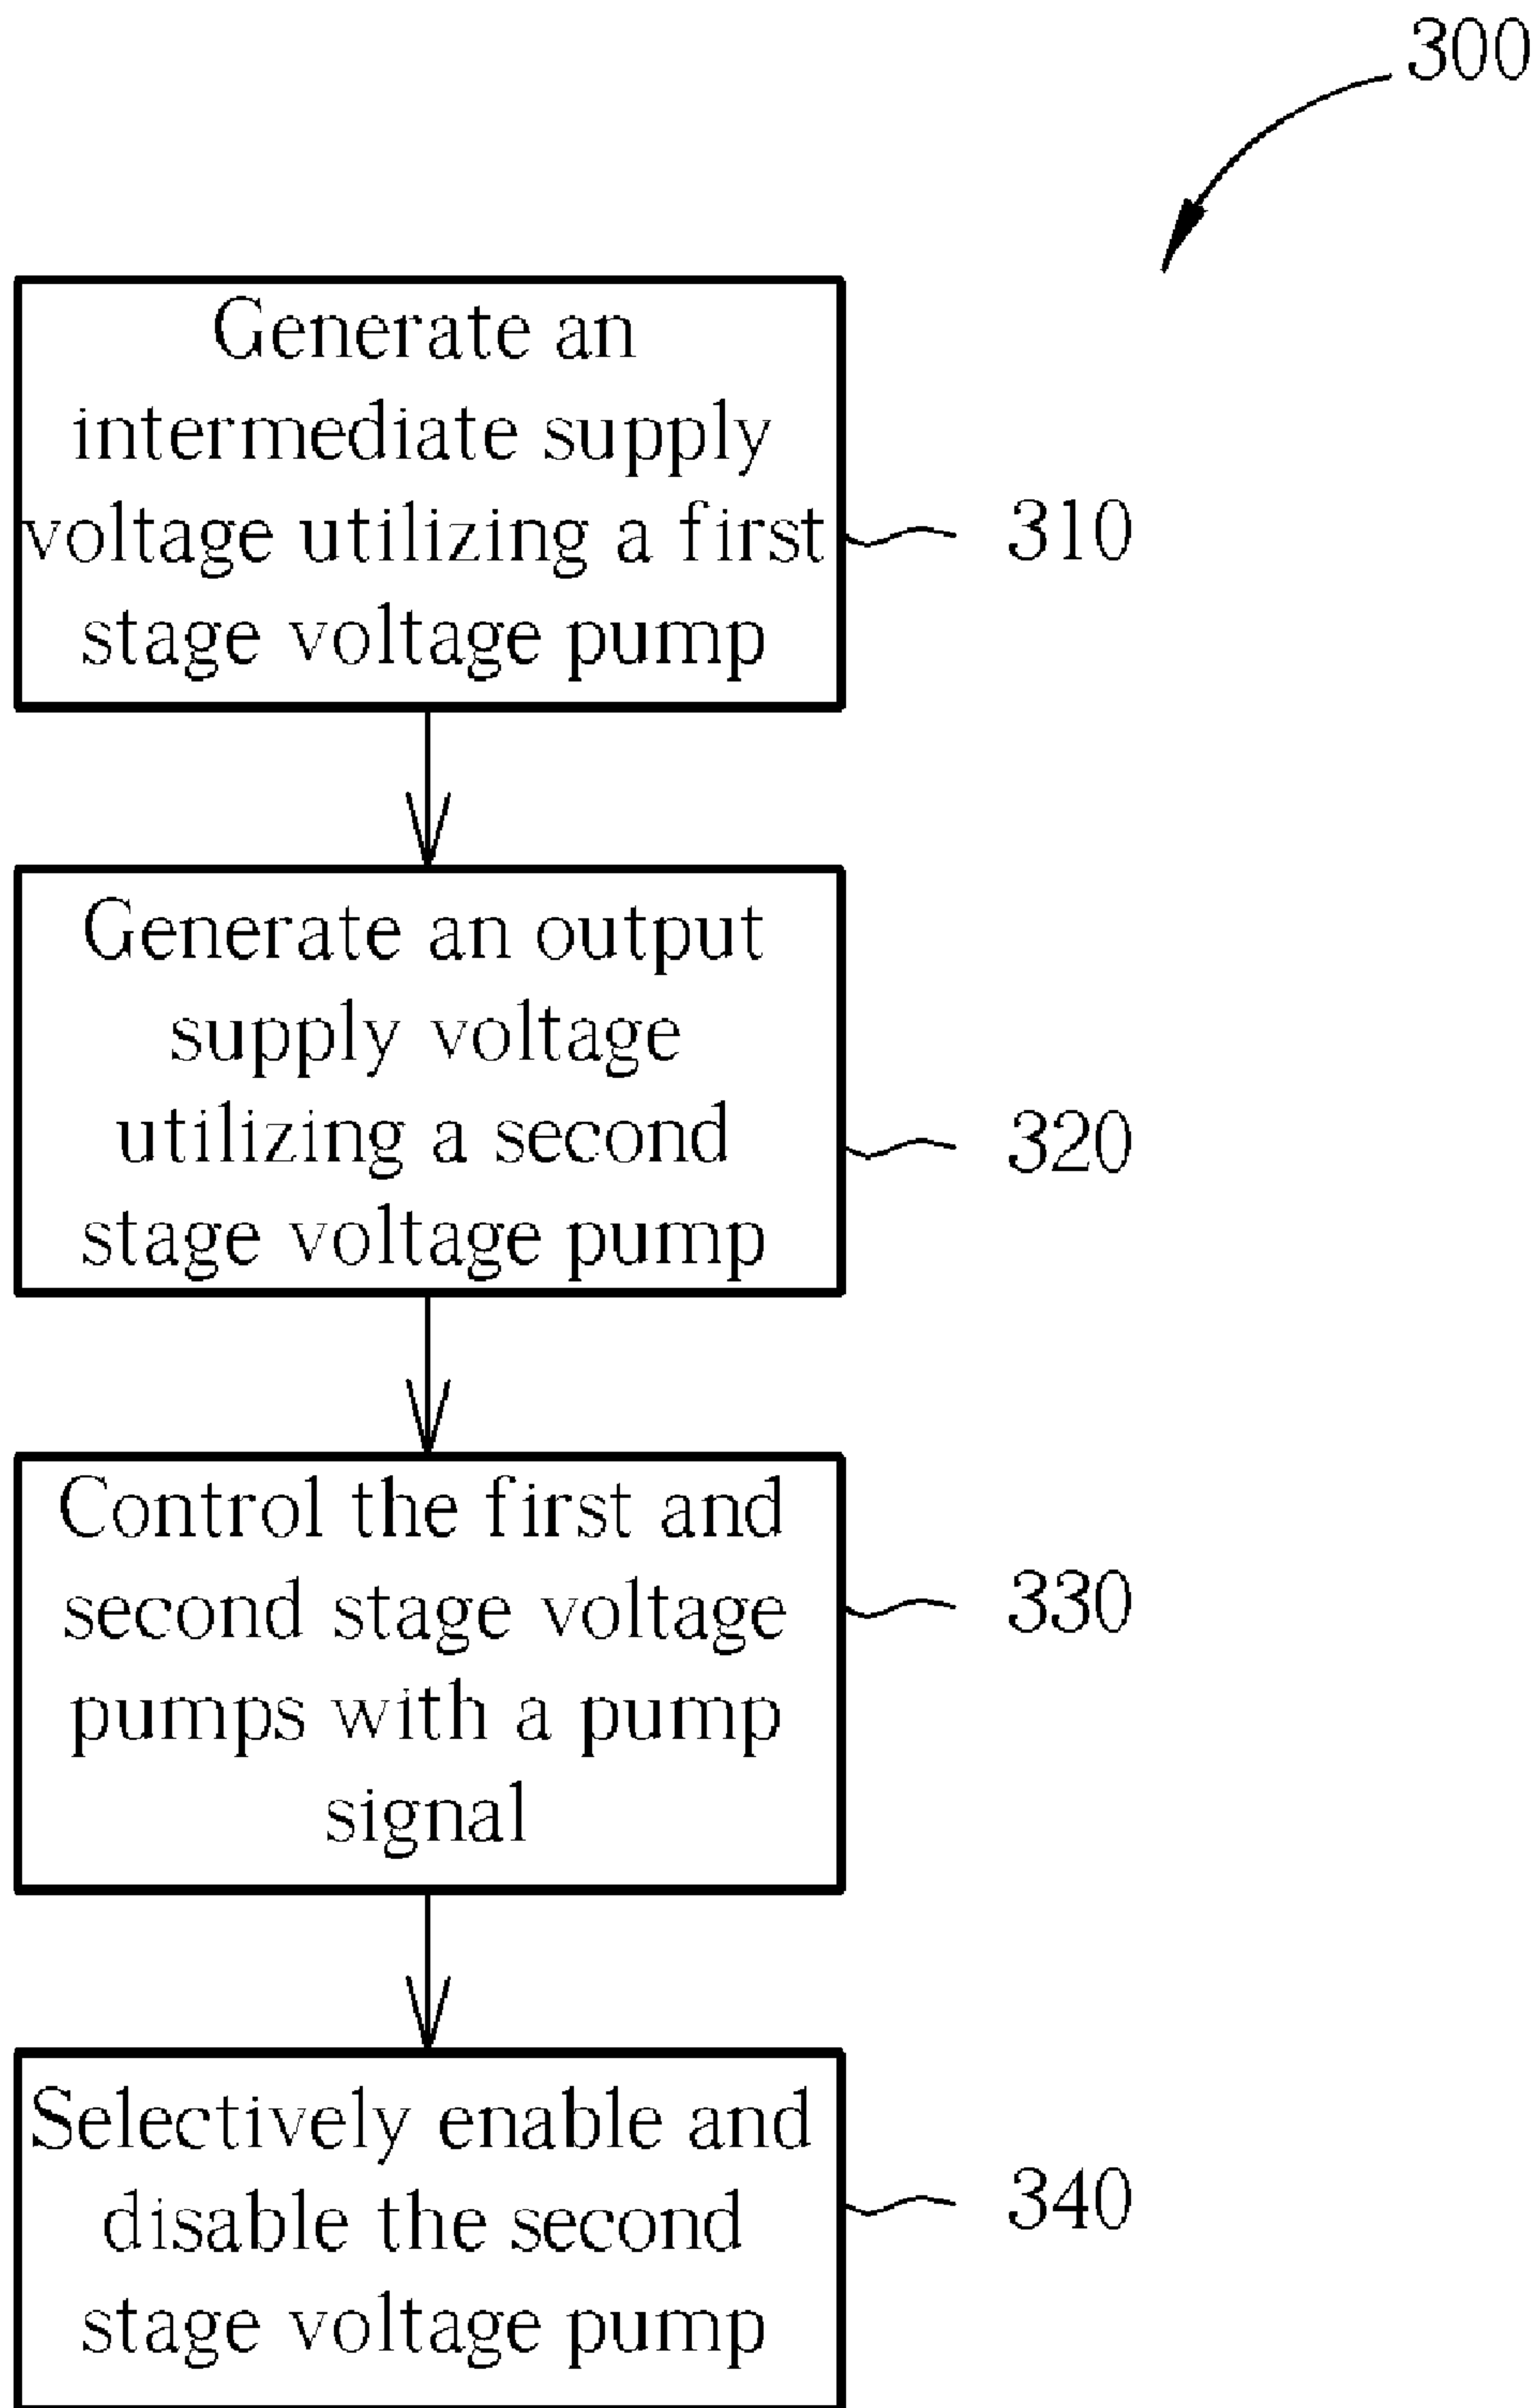 300
Generate an
intermediate supply
voltage utilizing a first
stage voltage pump
310
Generate an output
supply voltage
utilizing a second
stage voltage pump
320
Control the first and
second stage voltage
pumps with a pump
signal
330
Selectively enable and
disable the second
stage voltage pump
340